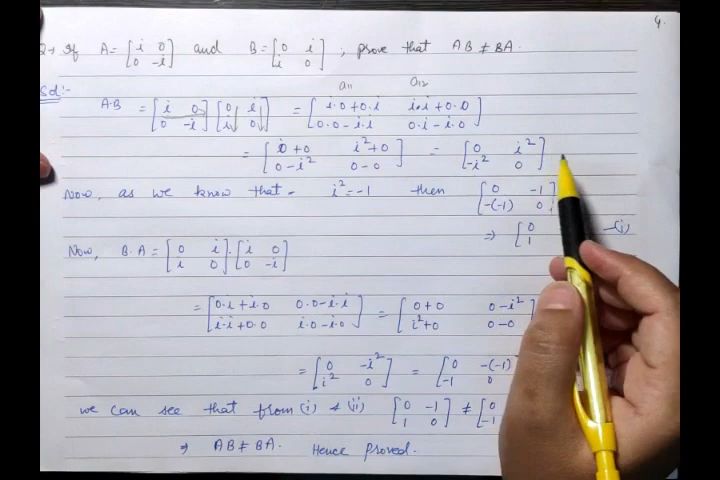 4.
Q→ If A = [i 0; 0 -i] and B = [0 i; i 0], prove that AB ≠ BA.
a₁₁ a₁₂
Sol:-
A·B = [i 0; 0 -i] [0 i; i 0] = [i·0+0·i i·i+0·0; 0·0-i·i 0·i-i·0]
= [0+0 i²+0; 0-i² 0-0] = [0 i²; -i² 0]
Now, as we know that- i²=-1 then [0 -1; -(-1) 0]
⇒ [0 1 -(i)
Now, B·A = [0 i; i 0]·[i 0; 0 -i]
= [0·i+i·0 0·0-i·i; i·i+0·0 i·0-i·0] = [0+0 0-i²; i²+0 0-0]
= [0 -i²; i² 0] = [0 -(-1); -1 0
we can see that from (i) & (ii) [0 -1; 1 0] ≠ [0 -1
⇒ AB ≠ BA. Hence Proved.